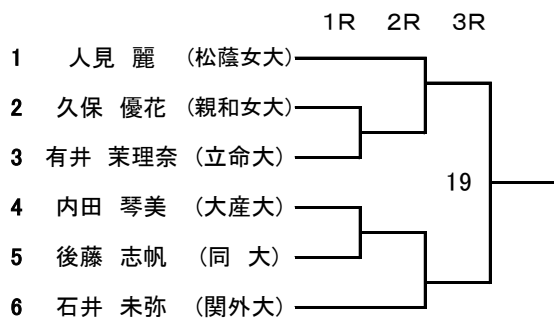 1R 2R 3R
1 人見 麗 (松蔭女大)
2 久保 優花 (親和女大)
3 有井 茉理奈 (立命大)
19
4 内田 琴美 (大産大)
5 後藤 志帆 (同 大)
6 石井 未弥 (関外大)